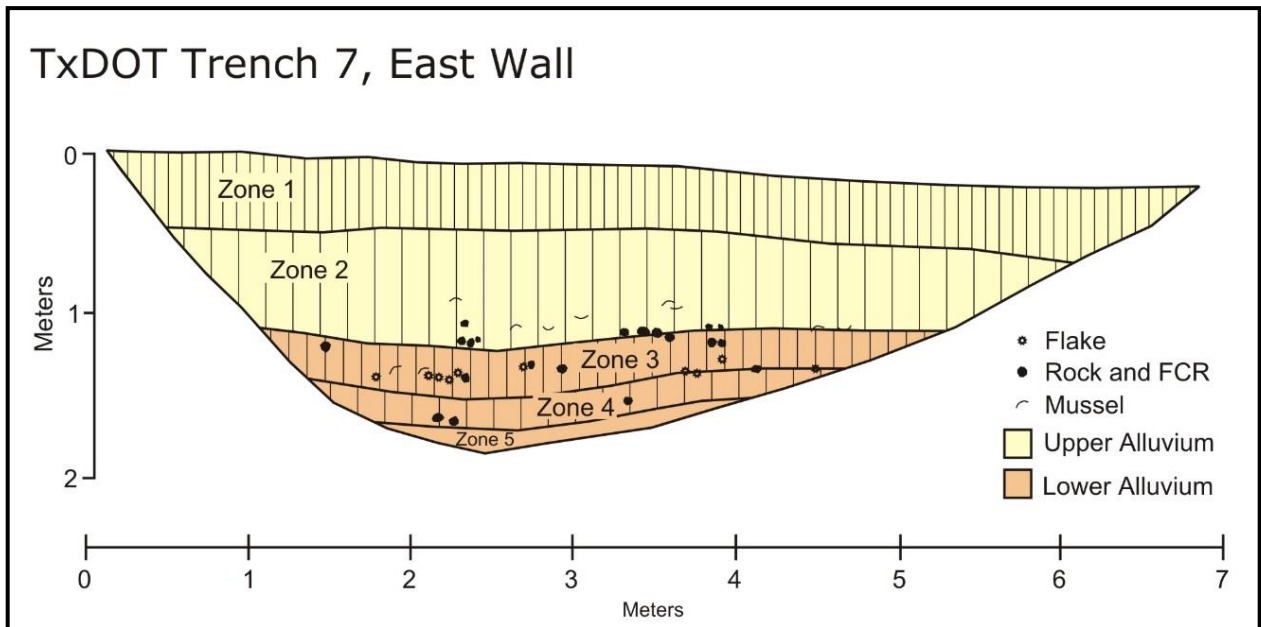 TxDOT Trench 7, East Wall
0
1
2
Meters
Zone 1
Zone 2
Zone 3
Zone 4
Zone 5
Flake
Rock and FCR
Mussel
Upper Alluvium
Lower Alluvium
0 1 2 3 4 5 6 7
Meters